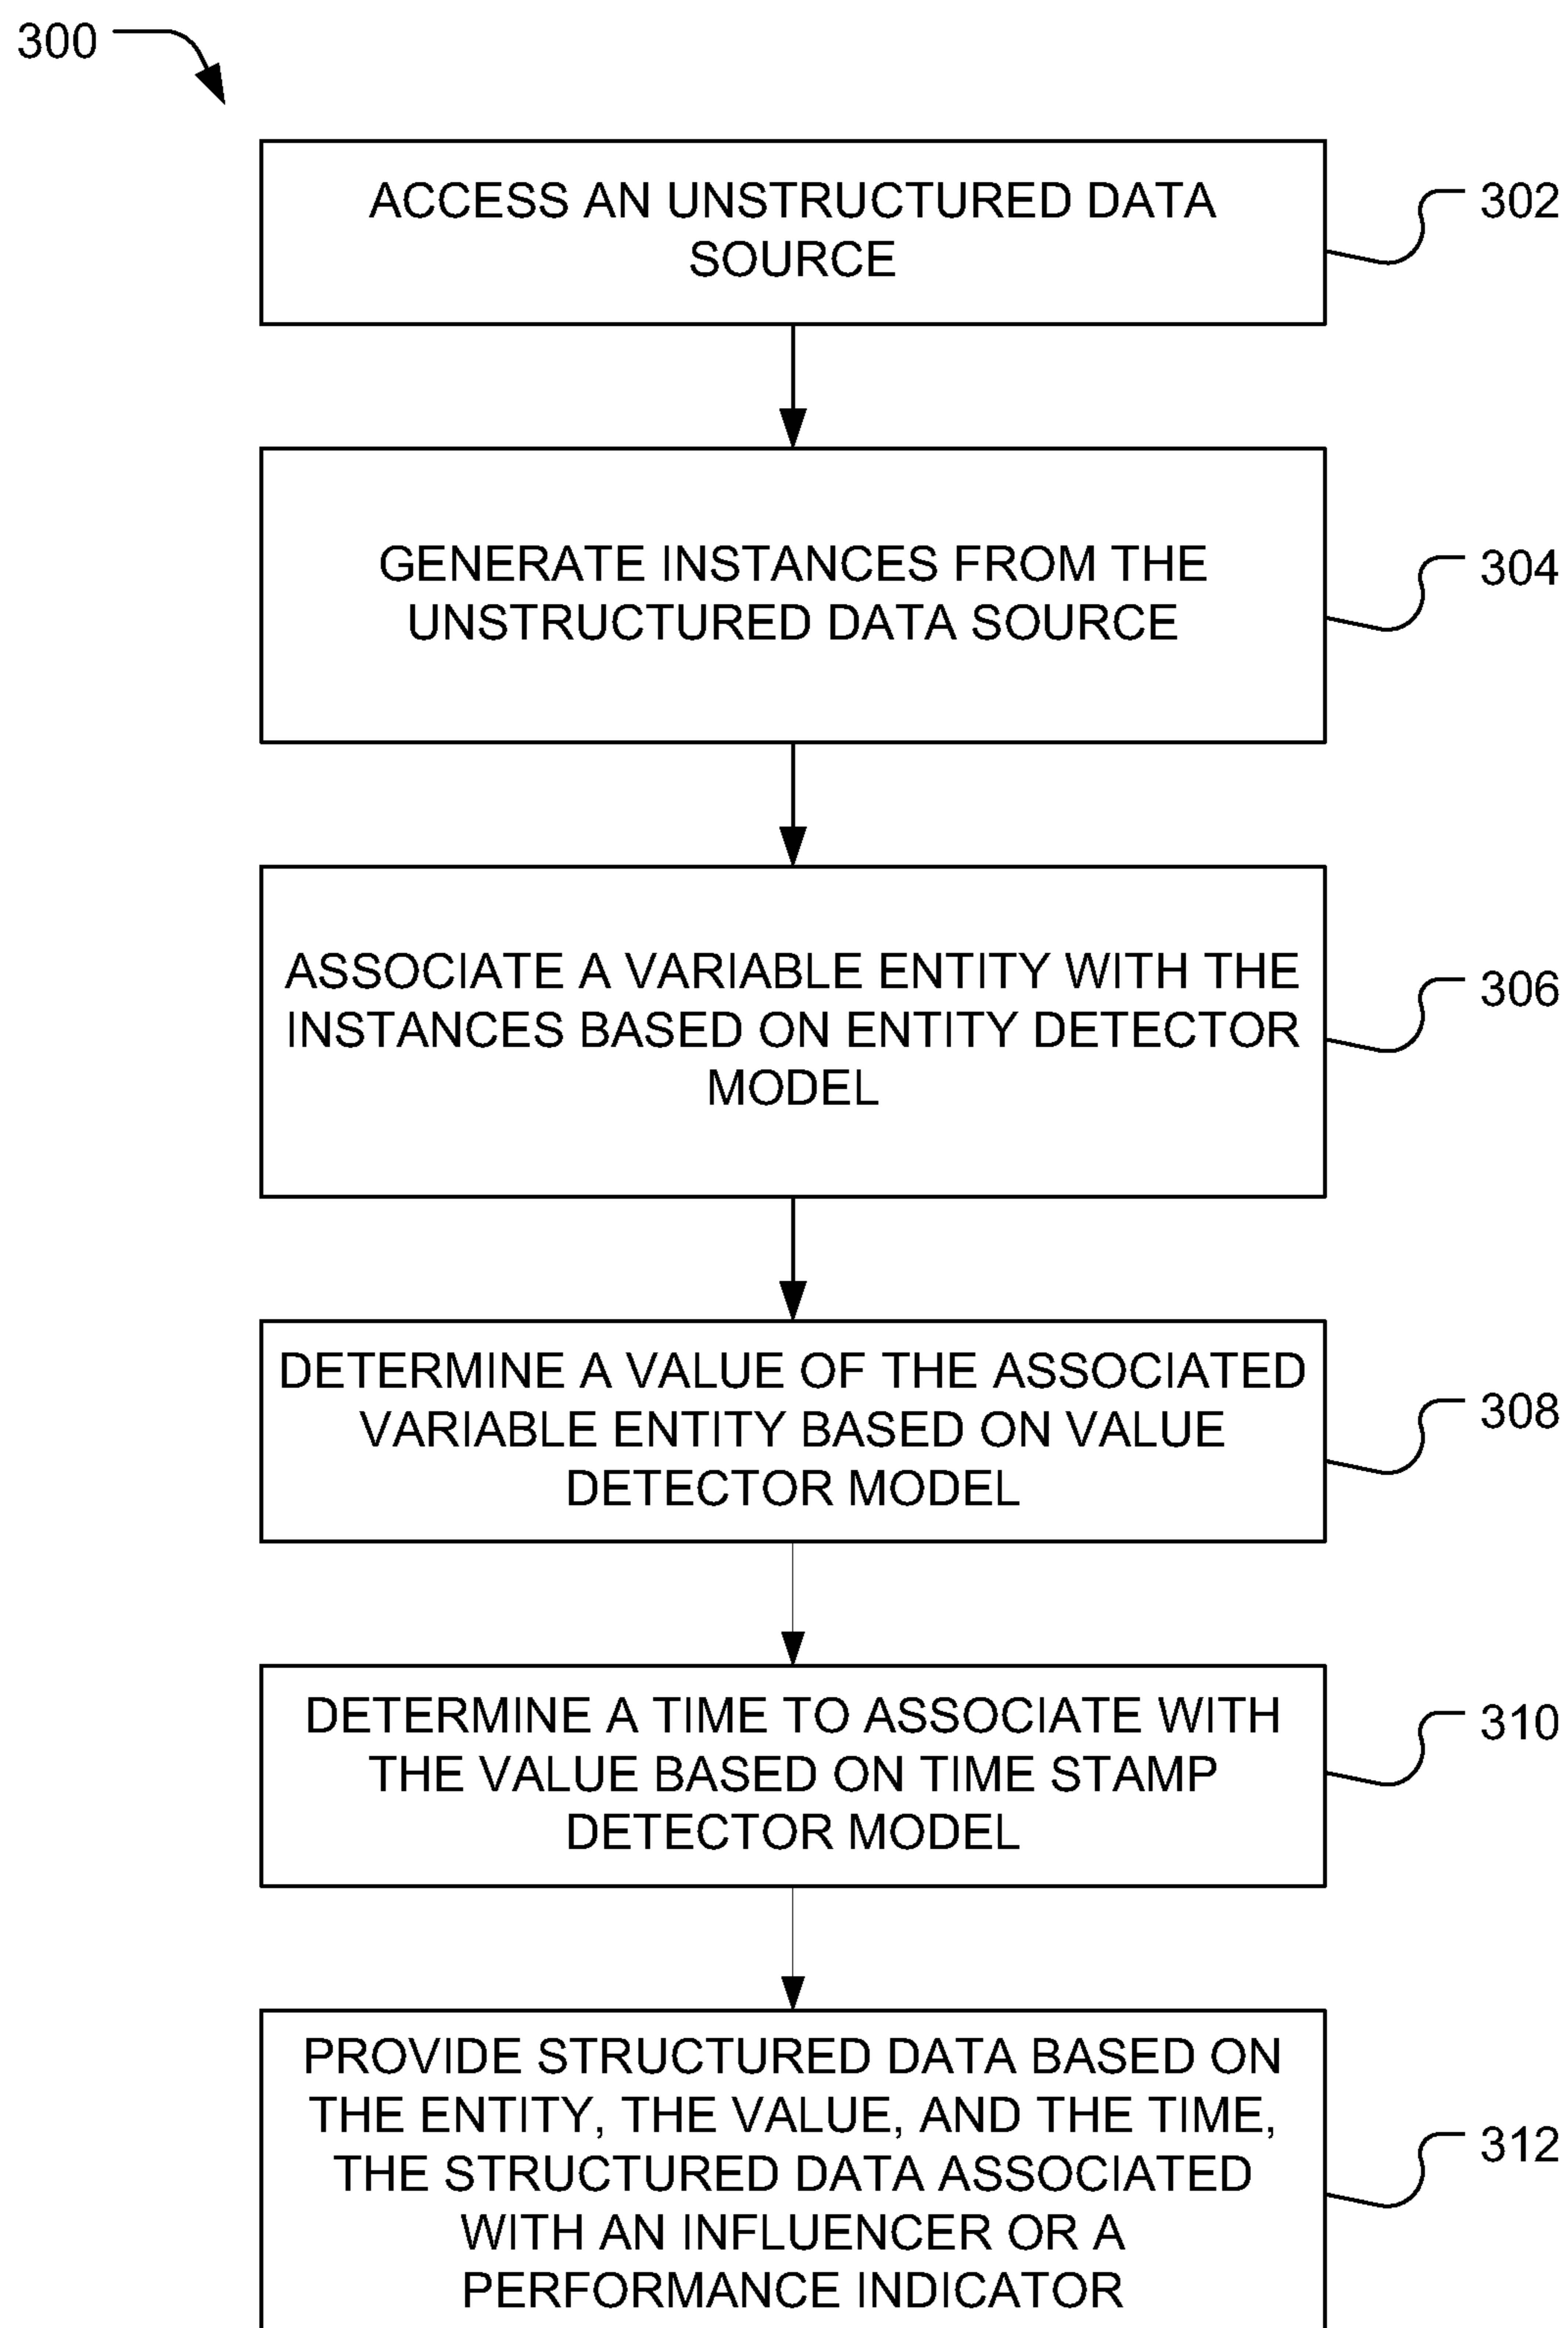 300
ACCESS AN UNSTRUCTURED DATA
SOURCE
302
GENERATE INSTANCES FROM THE
UNSTRUCTURED DATA SOURCE
304
ASSOCIATE A VARIABLE ENTITY WITH THE
INSTANCES BASED ON ENTITY DETECTOR
MODEL
306
DETERMINE A VALUE OF THE ASSOCIATED
VARIABLE ENTITY BASED ON VALUE
DETECTOR MODEL
308
DETERMINE A TIME TO ASSOCIATE WITH
THE VALUE BASED ON TIME STAMP
DETECTOR MODEL
310
PROVIDE STRUCTURED DATA BASED ON
THE ENTITY, THE VALUE, AND THE TIME,
THE STRUCTURED DATA ASSOCIATED
WITH AN INFLUENCER OR A
PERFORMANCE INDICATOR
312